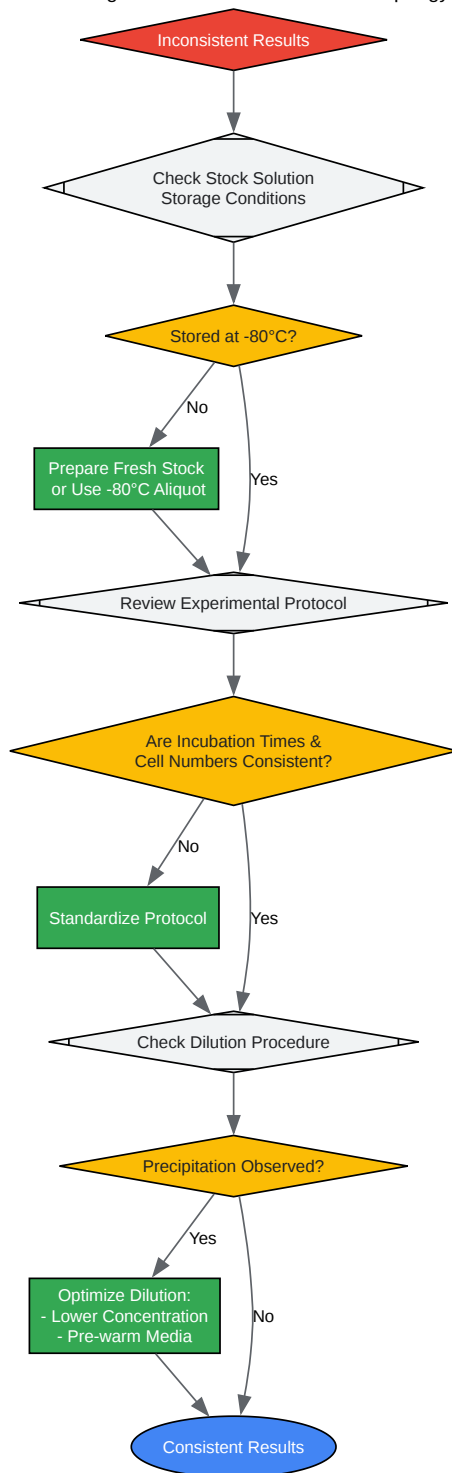 Inconsistent Results
Check Stock Solution
Storage Conditions
Stored at -80°C?
No
Prepare Fresh Stock
or Use -80°C Aliquot
Yes
Review Experimental Protocol
Are Incubation Times &
Cell Numbers Consistent?
No
Standardize Protocol
Yes
Check Dilution Procedure
Precipitation Observed?
Yes
Optimize Dilution:
- Lower Concentration
- Pre-warm Media
No
Consistent Results